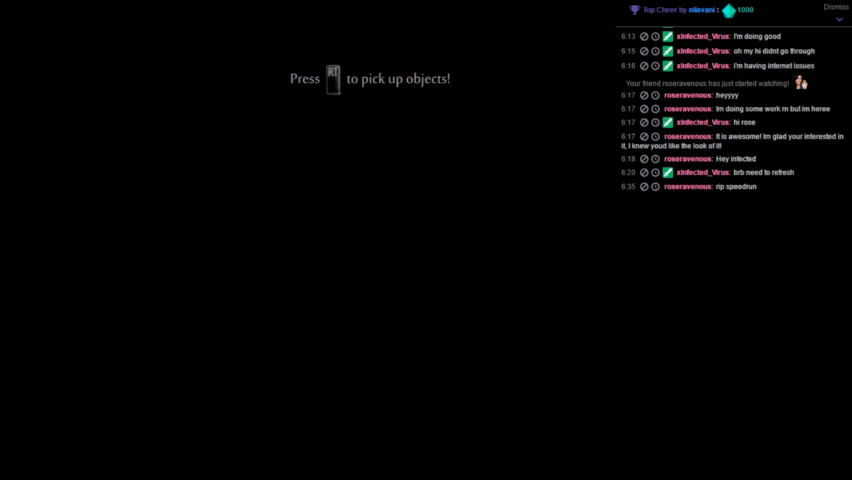 Press RT to pick up objects!
Top Cheer by nilavani : 1000
Dismiss
6:13 xInfected_Virus: I'm doing good
6:15 xInfected_Virus: oh my hi didnt go through
6:16 xInfected_Virus: i'm having internet issues
Your friend roseravenous has just started watching!
6:17 roseravenous: heyyyy
6:17 roseravenous: Im doing some work rn but im heree
6:17 xInfected_Virus: hi rose
6:17 roseravenous: It is awesome! Im glad your interested in
it, I knew youd like the look of it!
6:18 roseravenous: Hey infected
6:20 xInfected_Virus: brb need to refresh
6:35 roseravenous: rip speedrun